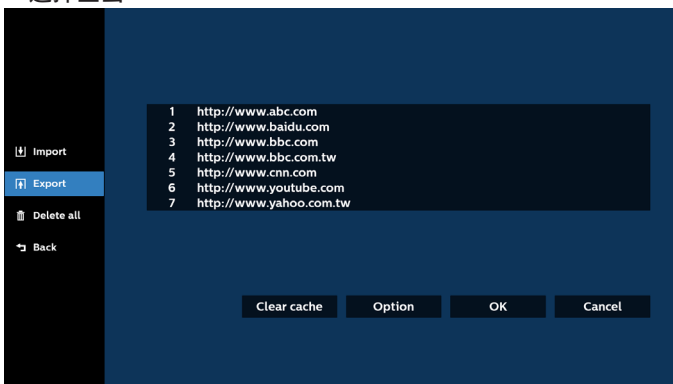 Import
Export
Delete all
Back
1 http://www.abc.com
2 http://www.baidu.com
3 http://www.bbc.com
4 http://www.bbc.com.tw
5 http://www.cnn.com
6 http://www.youtube.com
7 http://www.yahoo.com.tw
Clear cache Option OK Cancel